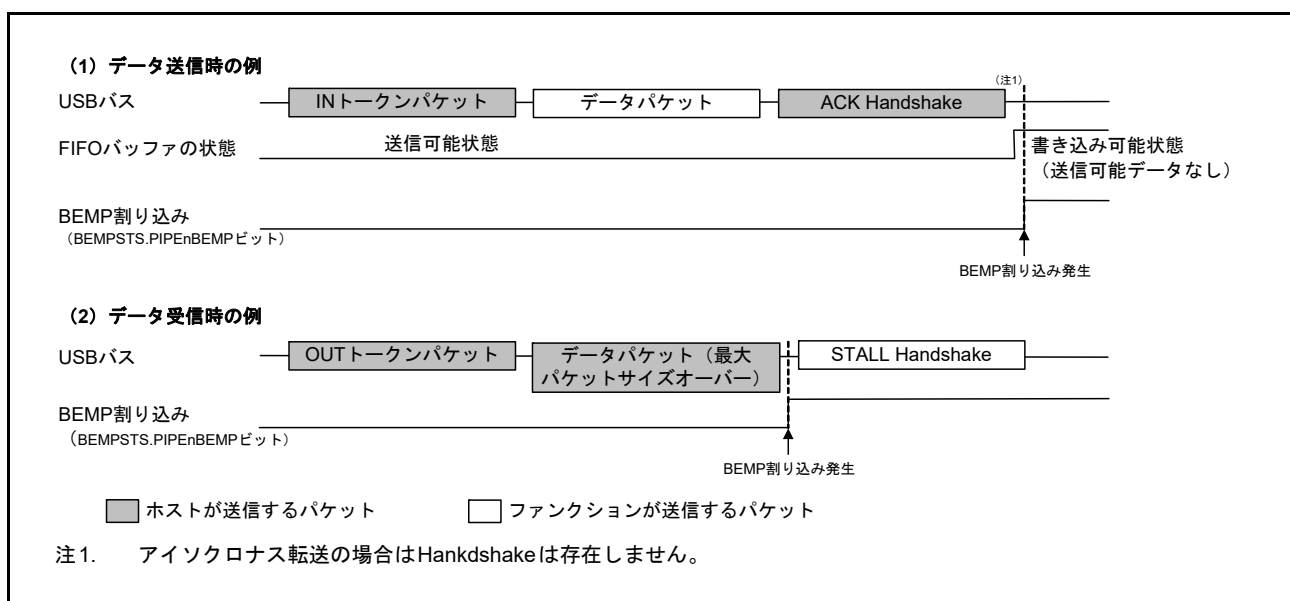 （1）データ送信時の例
（注1）
USBバス INトークンパケット データパケット ACK Handshake
FIFOバッファの状態 送信可能状態 書き込み可能状態
（送信可能データなし）
BEMP割り込み
（BEMPSTS.PIPEnBEMPビット）
BEMP割り込み発生
（2）データ受信時の例
USBバス OUTトークンパケット データパケット（最大 STALL Handshake
パケットサイズオーバー）
BEMP割り込み
（BEMPSTS.PIPEnBEMPビット）
BEMP割り込み発生
ホストが送信するパケット ファンクションが送信するパケット
注1. アイソクロナス転送の場合はHankdshakeは存在しません。